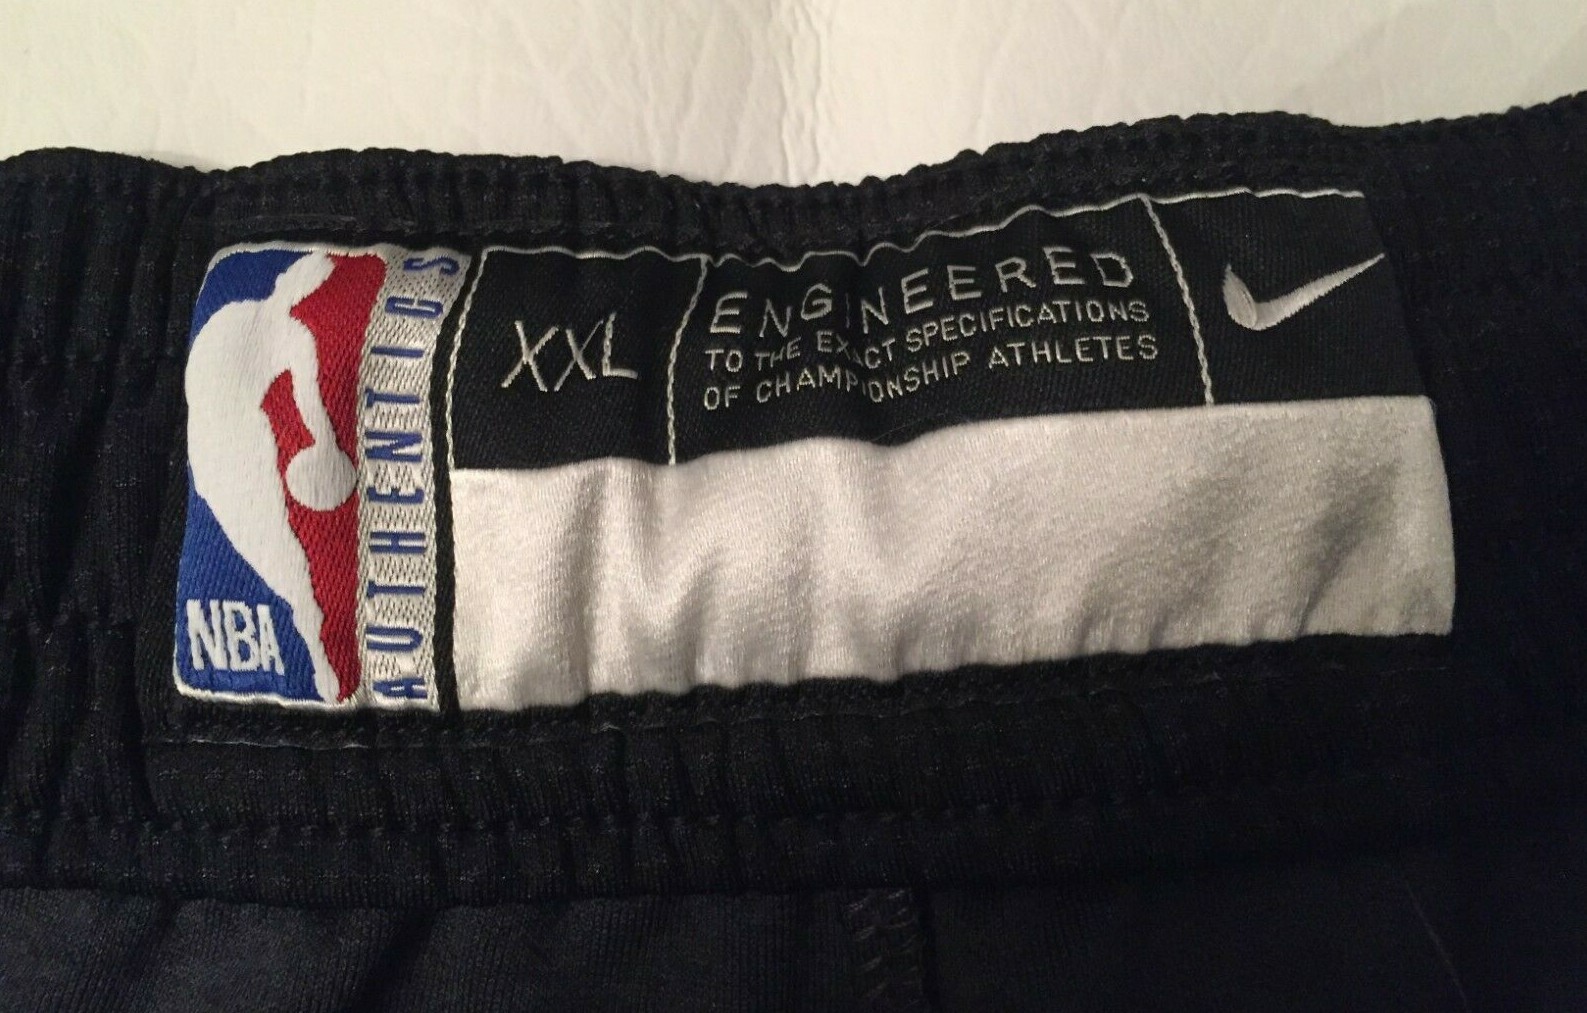 NBA
AUTHENTICS
XXL
ENGINEERED
TO THE EXACT SPECIFICATIONS
OF CHAMPIONSHIP ATHLETES